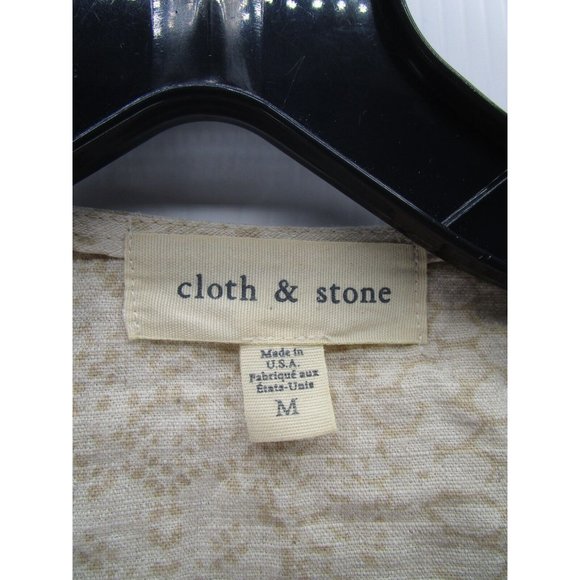 cloth & stone
Made in
U.S.A.
Fabriqué aux
États-Unis
M